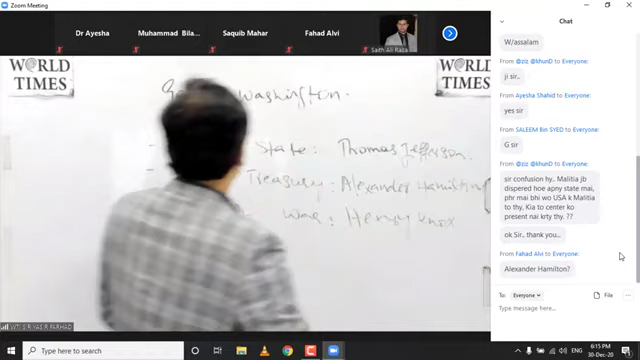 Zoom Meeting
Dr Ayesha
Muhammad Bila...
Saquib Mahar
Fahad Alvi
Saith Ali Raza
WORLD TIMES
WORLD TIMES
Washington.
State: Thomas Jefferson.
Treasury: Alexander Hamilton
War: Henry Knox
Chat
W/assalam
From @ziz @khunD to Everyone:
ji sir..
From Ayesha Shahid to Everyone:
yes sir
From SALEEM Bin SYED to Everyone:
G sir
From @ziz @khunD to Everyone:
sir confusion hy.. Malitia jb
dispered hoe apny state mai,
phr mai bhi wo USA k Malitia
to thy, Kia to center ko
present nai krty thy. ??
ok Sir.. thank you...
From Fahad Alvi to Everyone:
Alexander Hamilton?
To: Everyone
File
Type message here...
Type here to search
6:15 PM
30-Dec-20